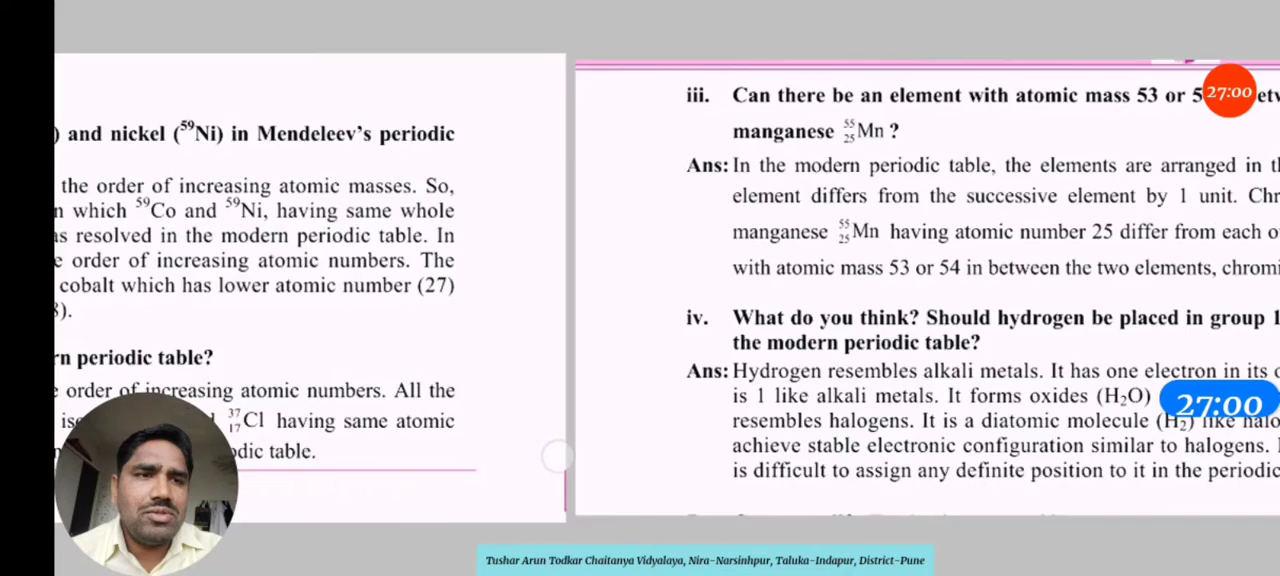 ) and nickel (⁵⁹Ni) in Mendeleev's periodic
the order of increasing atomic masses. So,
n which ⁵⁹Co and ⁵⁹Ni, having same whole
as resolved in the modern periodic table. In
e order of increasing atomic numbers. The
cobalt which has lower atomic number (27)
).
rn periodic table?
e order of increasing atomic numbers. All the
³⁷₁₇Cl having same atomic
odic table.
iii. Can there be an element with atomic mass 53 or 5
manganese ⁵⁵₂₅Mn ?
Ans: In the modern periodic table, the elements are arranged in th
element differs from the successive element by 1 unit. Chr
manganese ⁵⁵₂₅Mn having atomic number 25 differ from each o
with atomic mass 53 or 54 in between the two elements, chromi
iv. What do you think? Should hydrogen be placed in group 1
the modern periodic table?
Ans: Hydrogen resembles alkali metals. It has one electron in its o
is 1 like alkali metals. It forms oxides (H₂O)
resembles halogens. It is a diatomic molecule (H₂) like halo
achieve stable electronic configuration similar to halogens. I
is difficult to assign any definite position to it in the periodic
27:00
27:00
Tushar Arun Todkar Chaitanya Vidyalaya, Nira-Narsinhpur, Taluka-Indapur, District-Pune